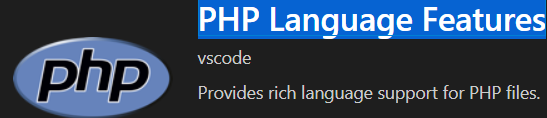 PHP Language Features
php
vscode
Provides rich language support for PHP files.